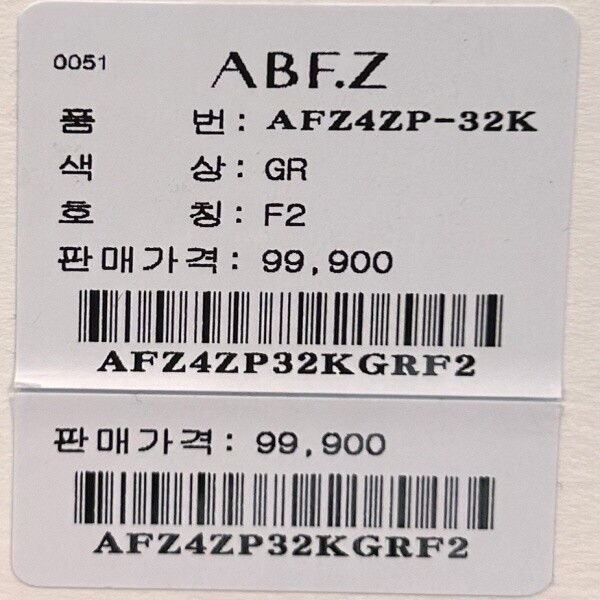 0051 ABF.Z
품 번: AFZ4ZP-32K
색 상: GR
호 칭: F2
판매가격: 99,900
AFZ4ZP32KGRF2
판매가격: 99,900
AFZ4ZP32KGRF2